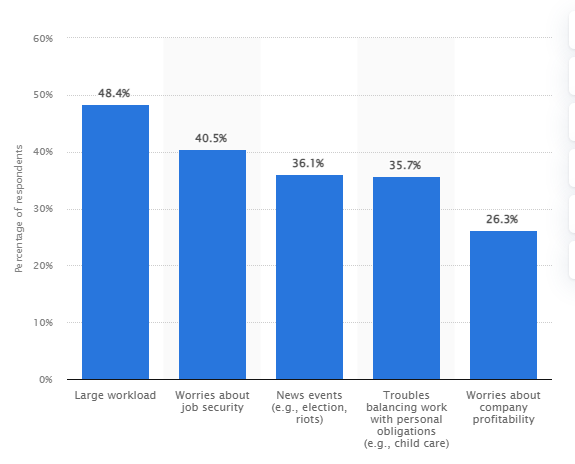 60%
50%
40%
30%
20%
10%
0%
Percentage of respondents
48.4%
40.5%
36.1%
35.7%
26.3%
Large workload
Worries about
job security
News events
(e.g., election,
riots)
Troubles
balancing work
with personal
obligations
(e.g., child care)
Worries about
company
profitability